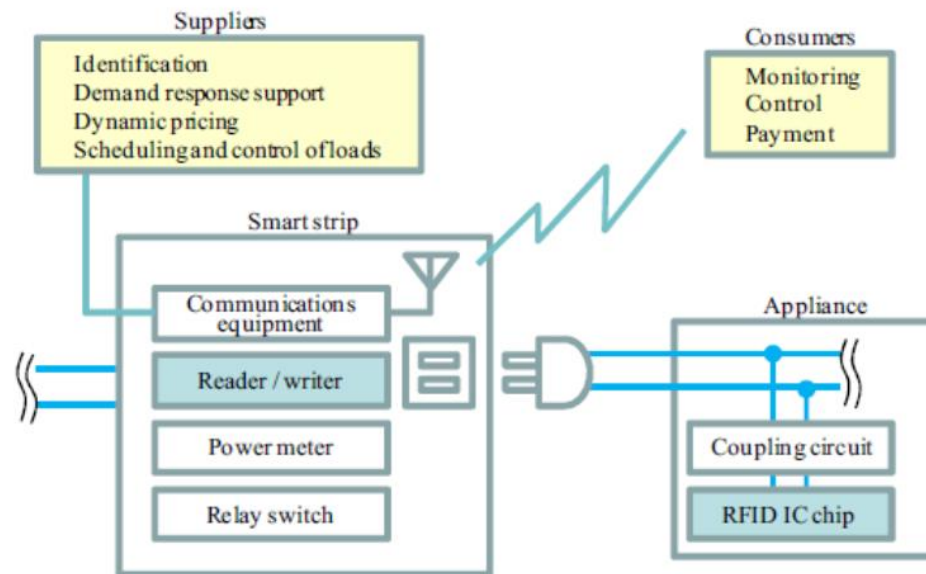 Suppliers
Identification
Demand response support
Dynamic pricing
Scheduling and control of loads
Consumers
Monitoring
Control
Payment
Smart strip
Communications
equipment
Reader / writer
Power meter
Relay switch
Appliance
Coupling circuit
RFID IC chip